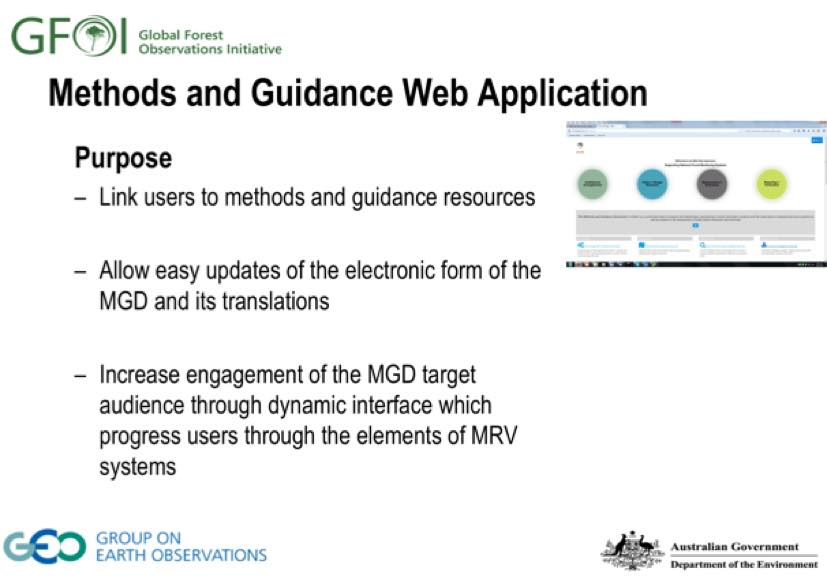 GFOI Global Forest
Observations Initiative
Methods and Guidance Web Application
Purpose
– Link users to methods and guidance resources
– Allow easy updates of the electronic form of the
MGD and its translations
– Increase engagement of the MGD target
audience through dynamic interface which
progress users through the elements of MRV
systems
GEO GROUP ON
EARTH OBSERVATIONS
Australian Government
Department of the Environment